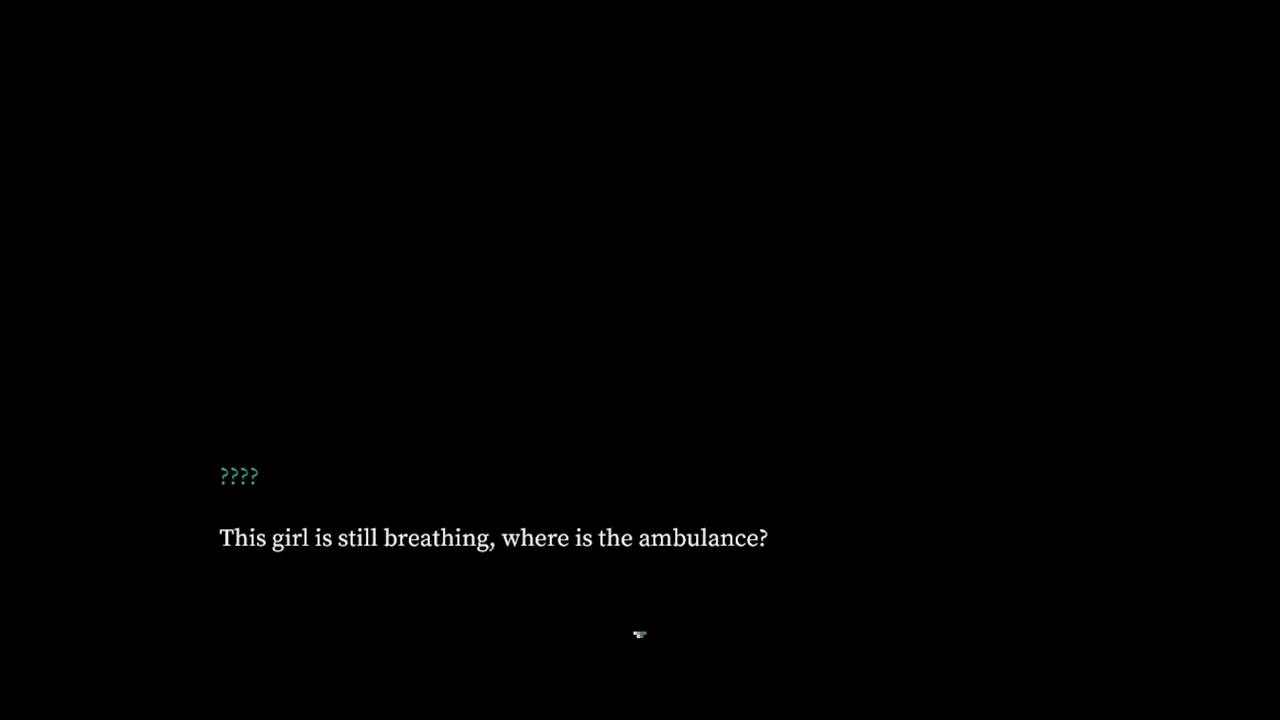 ????
This girl is still breathing, where is the ambulance?